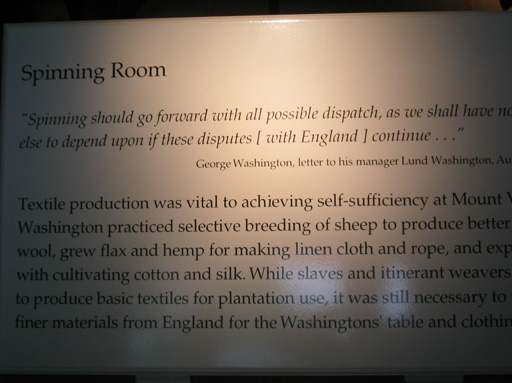 Spinning Room
"Spinning should go forward with all possible dispatch, as we shall have no
else to depend upon if these disputes [ with England ] continue . . ."
George Washington, letter to his manager Lund Washington, Au
Textile production was vital to achieving self-sufficiency at Mount V
Washington practiced selective breeding of sheep to produce better
wool, grew flax and hemp for making linen cloth and rope, and exp
with cultivating cotton and silk. While slaves and itinerant weavers
to produce basic textiles for plantation use, it was still necessary to
finer materials from England for the Washingtons' table and clothin